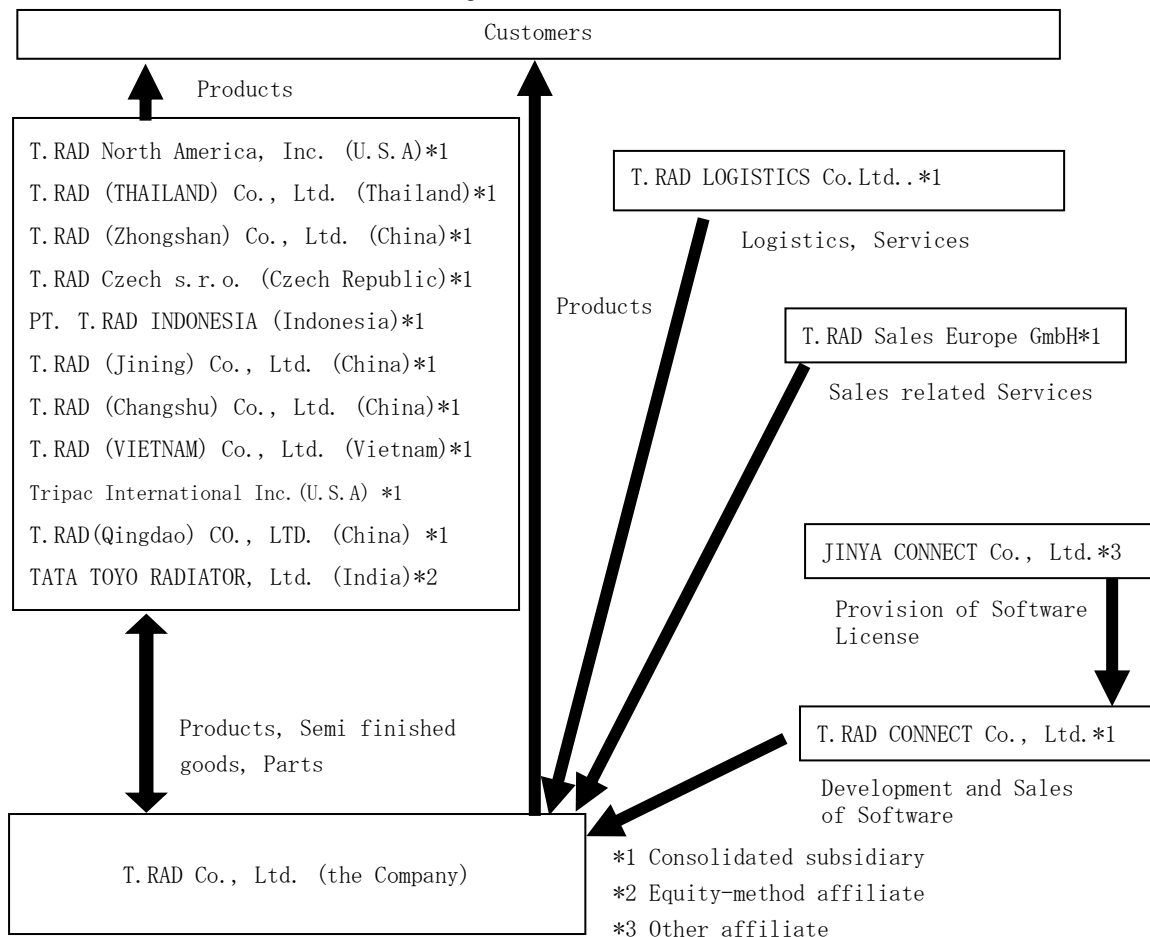 Customers
Products
T.RAD North America, Inc. (U.S.A)*1
T.RAD (THAILAND) Co., Ltd. (Thailand)*1
T.RAD (Zhongshan) Co., Ltd. (China)*1
T.RAD Czech s.r.o. (Czech Republic)*1
PT. T.RAD INDONESIA (Indonesia)*1
T.RAD (Jining) Co., Ltd. (China)*1
T.RAD (Changshu) Co., Ltd. (China)*1
T.RAD (VIETNAM) Co., Ltd. (Vietnam)*1
Tripac International Inc.(U.S.A) *1
T.RAD(Qingdao) CO., LTD. (China) *1
TATA TOYO RADIATOR, Ltd. (India)*2
Products
T.RAD LOGISTICS Co.Ltd..*1
Logistics, Services
T.RAD Sales Europe GmbH*1
Sales related Services
JINYA CONNECT Co., Ltd.*3
Provision of Software
License
T.RAD CONNECT Co., Ltd.*1
Development and Sales
of Software
Products, Semi finished
goods, Parts
T.RAD Co., Ltd. (the Company)
*1 Consolidated subsidiary
*2 Equity-method affiliate
*3 Other affiliate